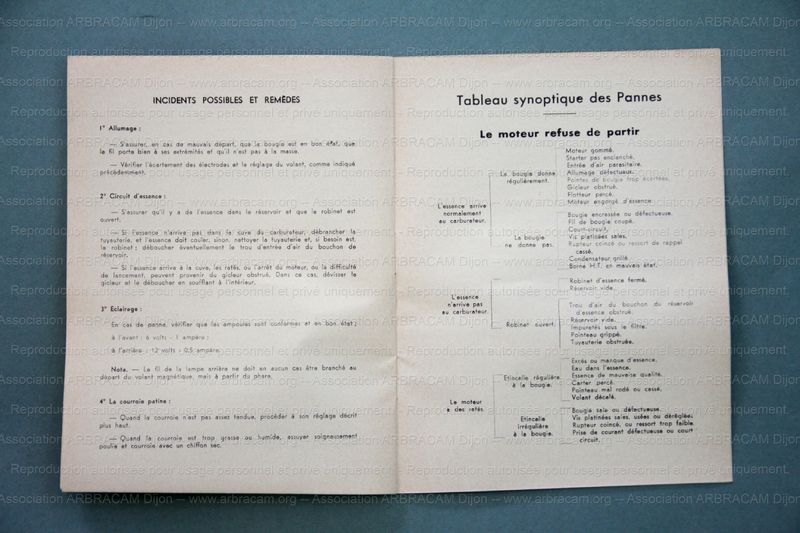 INCIDENTS POSSIBLES ET REMÈDES
1° Allumage :
— S'assurer, en cas de mauvais départ, que la bougie est en bon état, que
le fil porte bien à ses extrémités et qu'il n'est pas à la masse.
— Vérifier l'écartement des électrodes et le réglage du volant, comme indiqué
précédemment.
2° Circuit d'essence :
— S'assurer qu'il y a de l'essence dans le réservoir et que le robinet est
ouvert.
— Si l'essence n'arrive pas dans la cuve du carburateur, débrancher la
tuyauterie, et l'essence doit couler, sinon, nettoyer la tuyauterie et, si besoin est,
le robinet ; déboucher éventuellement le trou d'entrée d'air du bouchon de
réservoir.
— Si l'essence arrive à la cuve, les ratés, ou l'arrêt du moteur, ou la difficulté
de lancement, peuvent provenir du gicleur obstrué. Dans ce cas, dévisser le
gicleur et le déboucher en soufflant à l'intérieur.
3° Eclairage :
En cas de panne, vérifier que les ampoules sont conformes et en bon état ;
à l'avant : 6 volts - 1 ampère ;
à l'arrière : 12 volts - 0,5 ampère.
Nota. — Le fil de la lampe arrière ne doit en aucun cas être branché au
départ du volant magnétique, mais à partir du phare.
4° La courroie patine :
— Quand la courroie n'est pas assez tendue, procéder à son réglage décrit
plus haut.
— Quand la courroie est trop grasse ou humide, essuyer soigneusement
poulie et courroie avec un chiffon sec.
Tableau synoptique des Pannes
Le moteur refuse de partir
L'essence arrive
normalement
au carburateur.
La bougie donne
régulièrement.
Moteur gommé.
Starter pas enclanché.
Entrée d'air parasitaire.
Allumage défectueux.
Pointes de bougie trop écartées.
Gicleur obstrué.
Flotteur percé.
Moteur engorgé d'essence.
La bougie
ne donne pas.
Bougie encrassée ou défectueuse.
Fil de bougie coupé.
Court-circuit.
Vis platinées sales.
Rupteur coincé ou ressort de rappel
cassé.
Condensateur grillé.
Borne H.T. en mauvais état.
L'essence
n'arrive pas
au carburateur.
Robinet d'essence fermé.
Réservoir vide.
Robinet ouvert.
Trou d'air du bouchon du réservoir
d'essence obstrué.
Réservoir vide.
Impuretés sous le filtre.
Pointeau grippé.
Tuyauterie obstruée.
Le moteur
a des ratés.
Etincelle régulière
à la bougie.
Excès ou manque d'essence.
Eau dans l'essence.
Essence de mauvaise qualité.
Carter percé.
Pointeau mal rodé ou cassé.
Volant décalé.
Etincelle
irrégulière
à la bougie.
Bougie sale ou défectueuse.
Vis platinées sales, usées ou déréglées.
Rupteur coincé, ou ressort trop faible.
Prise de courant défectueuse ou court
circuit.
Association ARBRACAM Dijon -- www.arbracam.org -- Association ARBRACAM Dijon
Reproduction autorisée pour usage personnel et privé uniquement.